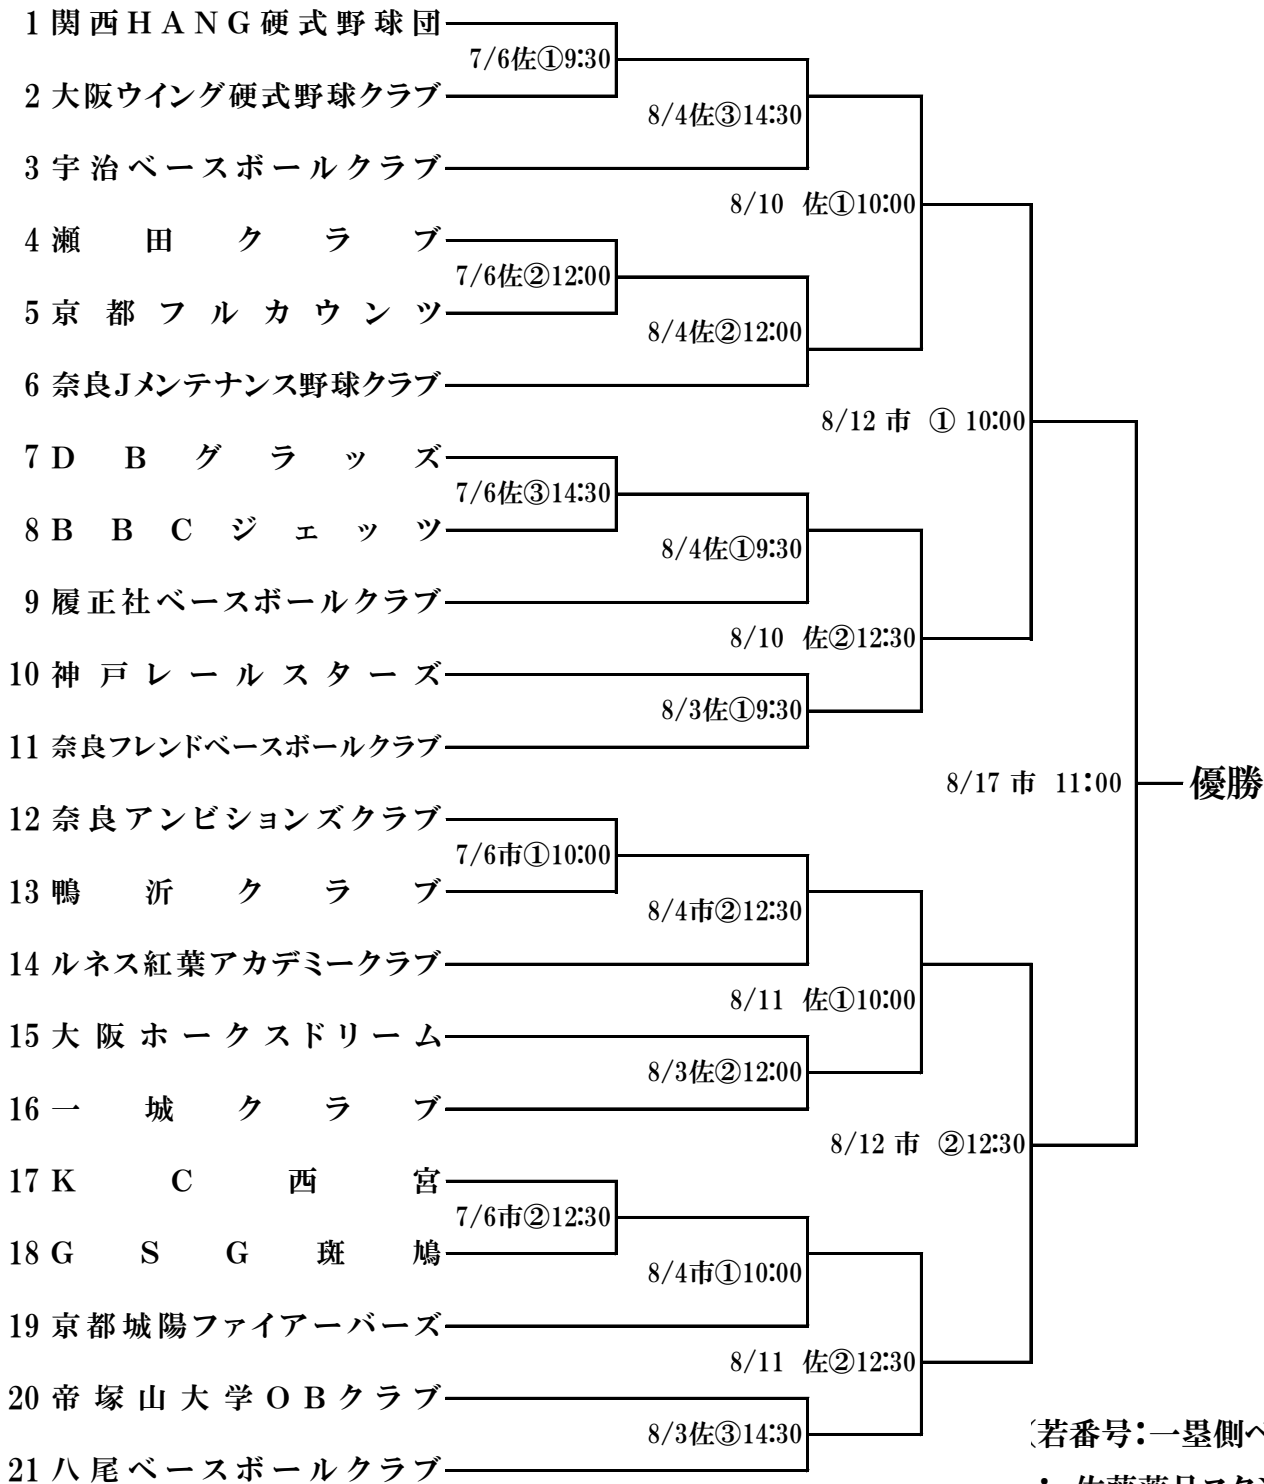 1 関西HANG硬式野球団
7/6佐①9:30
2 大阪ウイング硬式野球クラブ
8/4佐③14:30
3 宇治ベースボールクラブ
8/10 佐①10:00
4 瀬田クラブ
7/6佐②12:00
5 京都フルカウンツ
8/4佐②12:00
6 奈良Jメンテナンス野球クラブ
8/12 市 ① 10:00
7 DBグラッズ
7/6佐③14:30
8 BBCジェッツ
8/4佐①9:30
9 履正社ベースボールクラブ
8/10 佐②12:30
10 神戸レールスターズ
8/3佐①9:30
11 奈良フレンドベースボールクラブ
8/17 市 11:00
優勝
12 奈良アンビションズクラブ
7/6市①10:00
13 鴨沂クラブ
8/4市②12:30
14 ルネス紅葉アカデミークラブ
8/11 佐①10:00
15 大阪ホークスドリーム
8/3佐②12:00
16 一城クラブ
8/12 市 ②12:30
17 KC西宮
7/6市②12:30
18 GSG斑鳩
8/4市①10:00
19 京都城陽ファイアーバーズ
8/11 佐②12:30
20 帝塚山大学OBクラブ
8/3佐③14:30
(若番号:一塁側ベ
21 八尾ベースボールクラブ